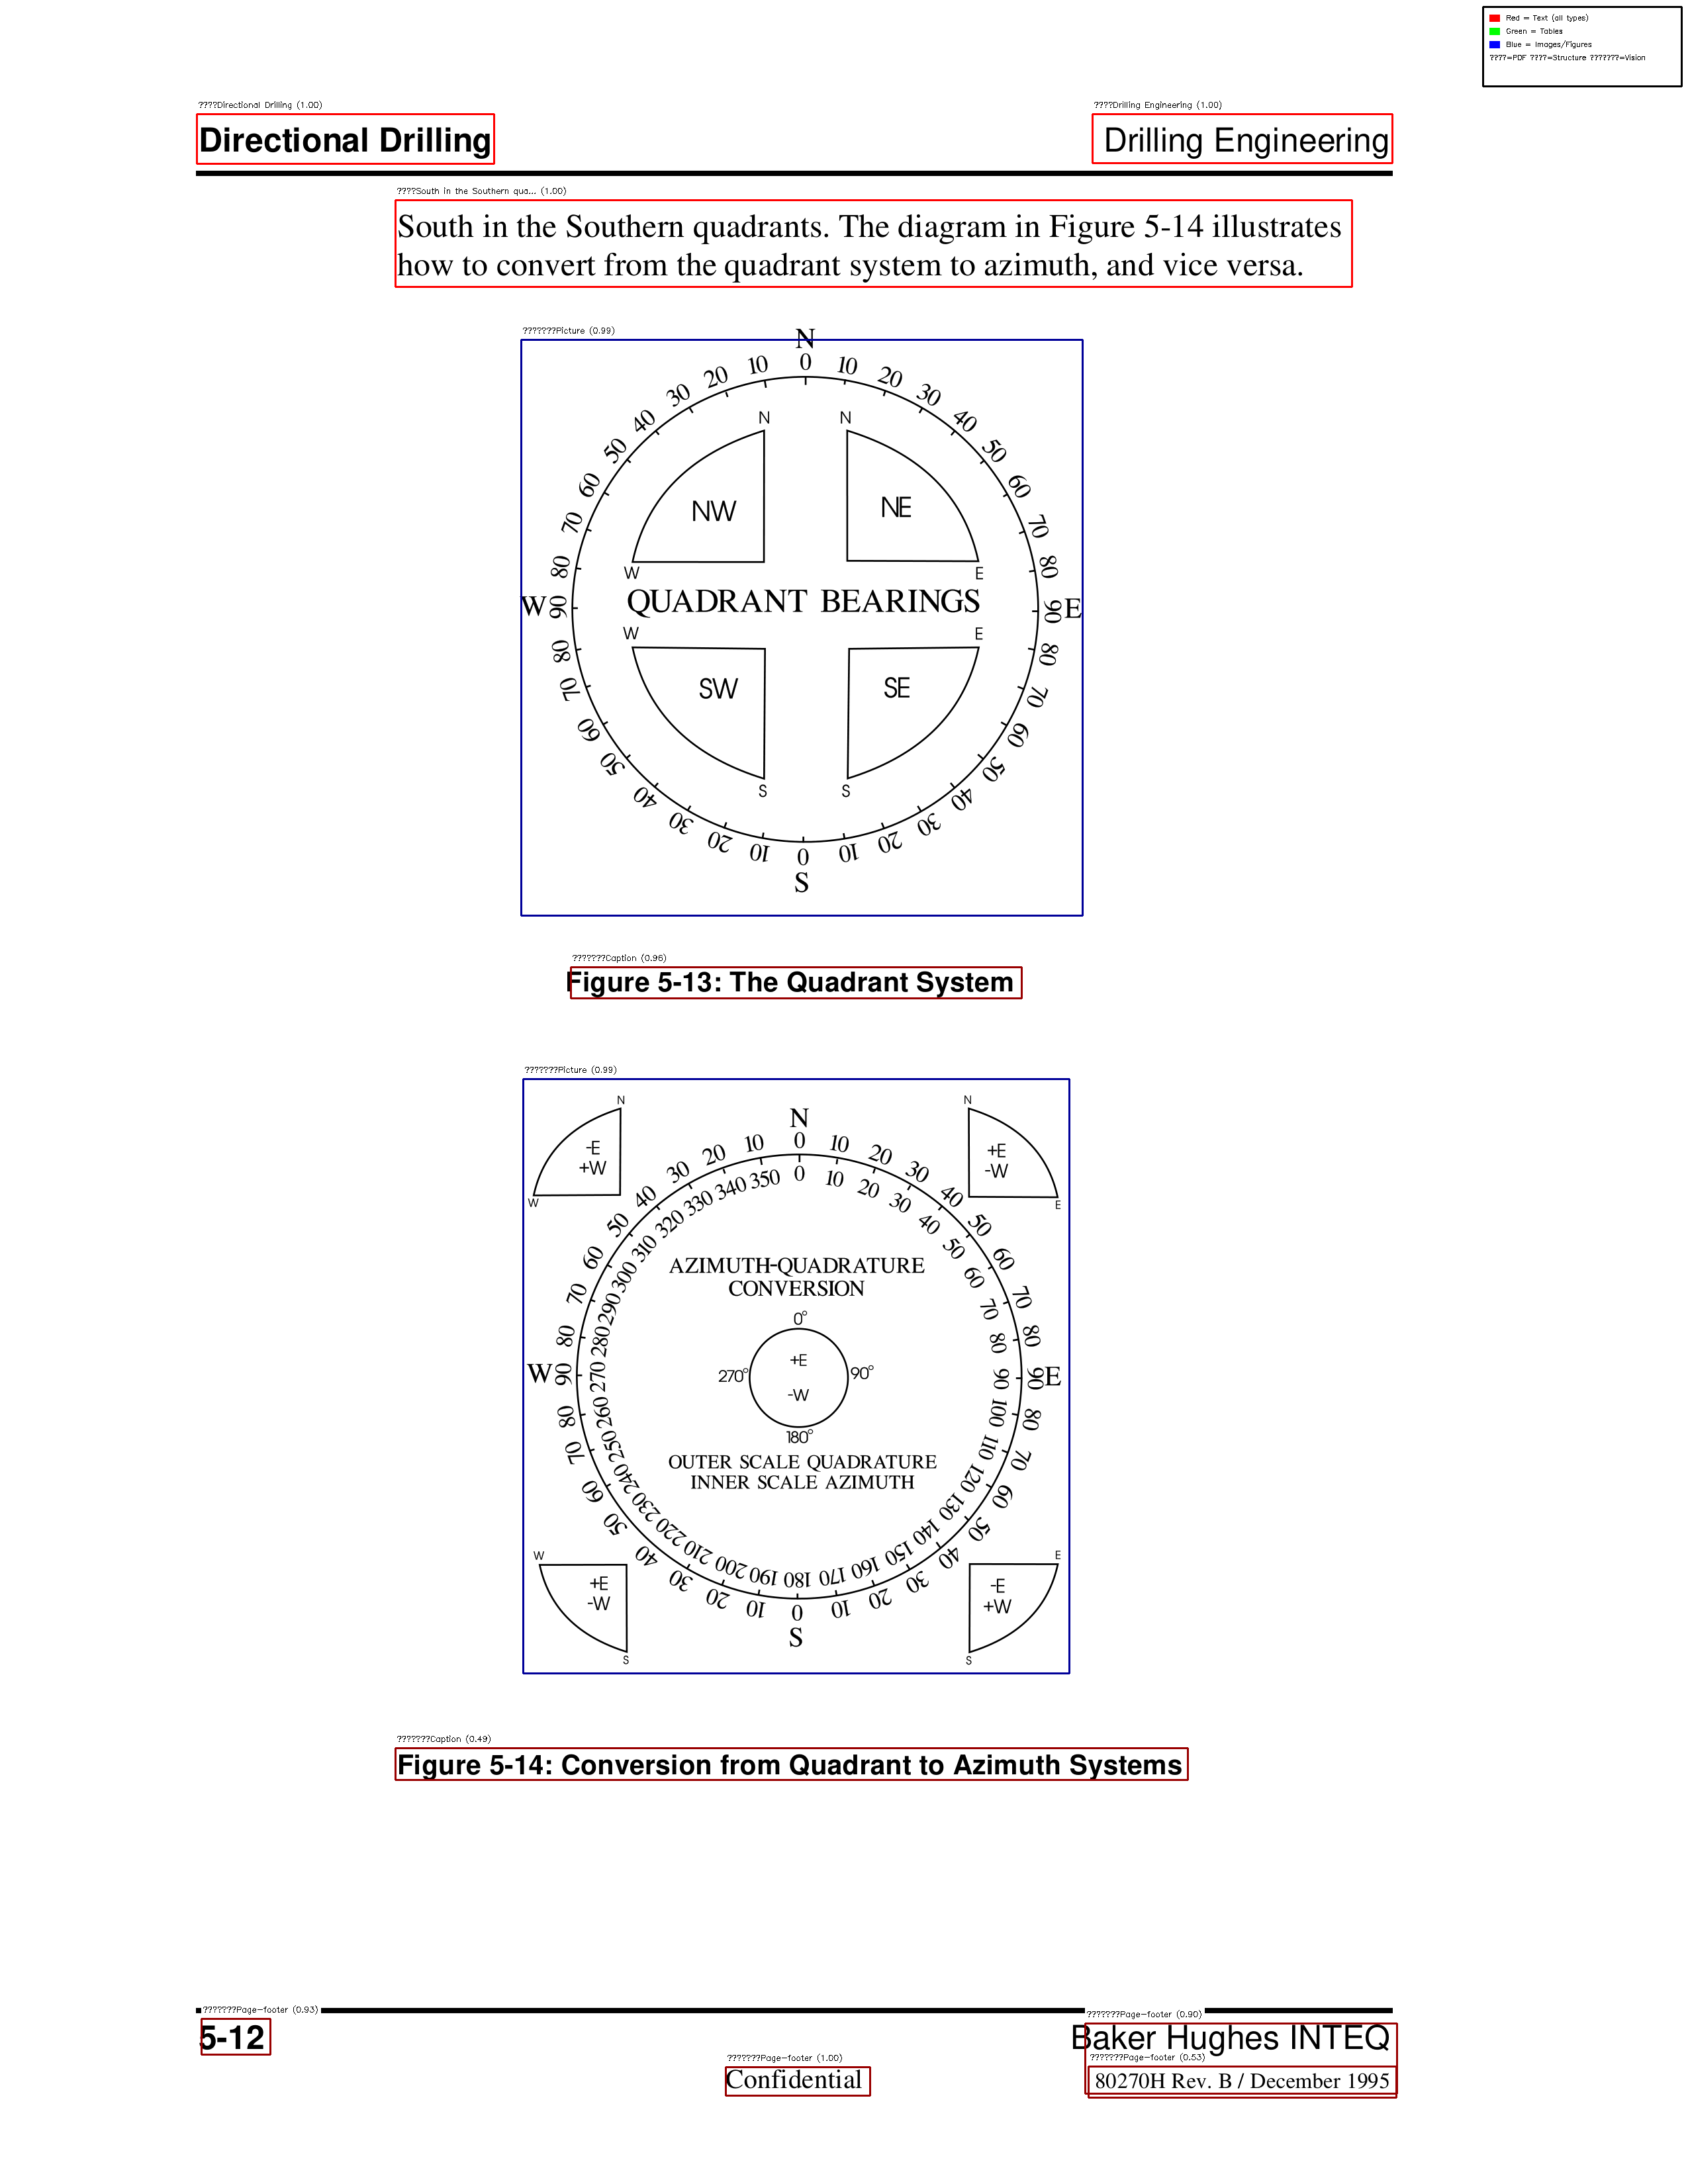 Red = Text (all types)
Green = Tables
Blue = Images/Figures
????=PDF ????=Structure ???????=Vision
????Directional Drilling (1.00)
????Drilling Engineering (1.00)
Directional Drilling
Drilling Engineering
????South in the Southern qua... (1.00)
South in the Southern quadrants. The diagram in Figure 5-14 illustrates
how to convert from the quadrant system to azimuth, and vice versa.
???????Picture (0.99)
N
0 10 20 30 40 50 60 70 80 90 E
80 70 60 50 40 30 20 10 0 S
10 20 30 40 50 60 70 80 90 W
80 70 60 50 40 30 20 10
N N
NW NE
W E
QUADRANT BEARINGS
W E
SW SE
S S
???????Caption (0.96)
Figure 5-13: The Quadrant System
???????Picture (0.99)
N N
-E +E
+W -W
W E
N
0 10 20 30 40 50 60 70 80 90 E
80 70 60 50 40 30 20 10 0 S
10 20 30 40 50 60 70 80 90 W
80 70 60 50 40 30 20 10
0 10 20 30 40 50 60 70 80 90 100 110 120 130 140 150 160 170 180
190 200 210 220 230 240 250 260 270 280 290 300 310 320 330 340 350
AZIMUTH-QUADRATURE
CONVERSION
0°
+E
270° 90°
-W
180°
OUTER SCALE QUADRATURE
INNER SCALE AZIMUTH
W E
+E -E
-W +W
S S
???????Caption (0.49)
Figure 5-14: Conversion from Quadrant to Azimuth Systems
???????Page-footer (0.93)
???????Page-footer (0.90)
5-12
Baker Hughes INTEQ
???????Page-footer (1.00)
???????Page-footer (0.53)
Confidential
80270H Rev. B / December 1995